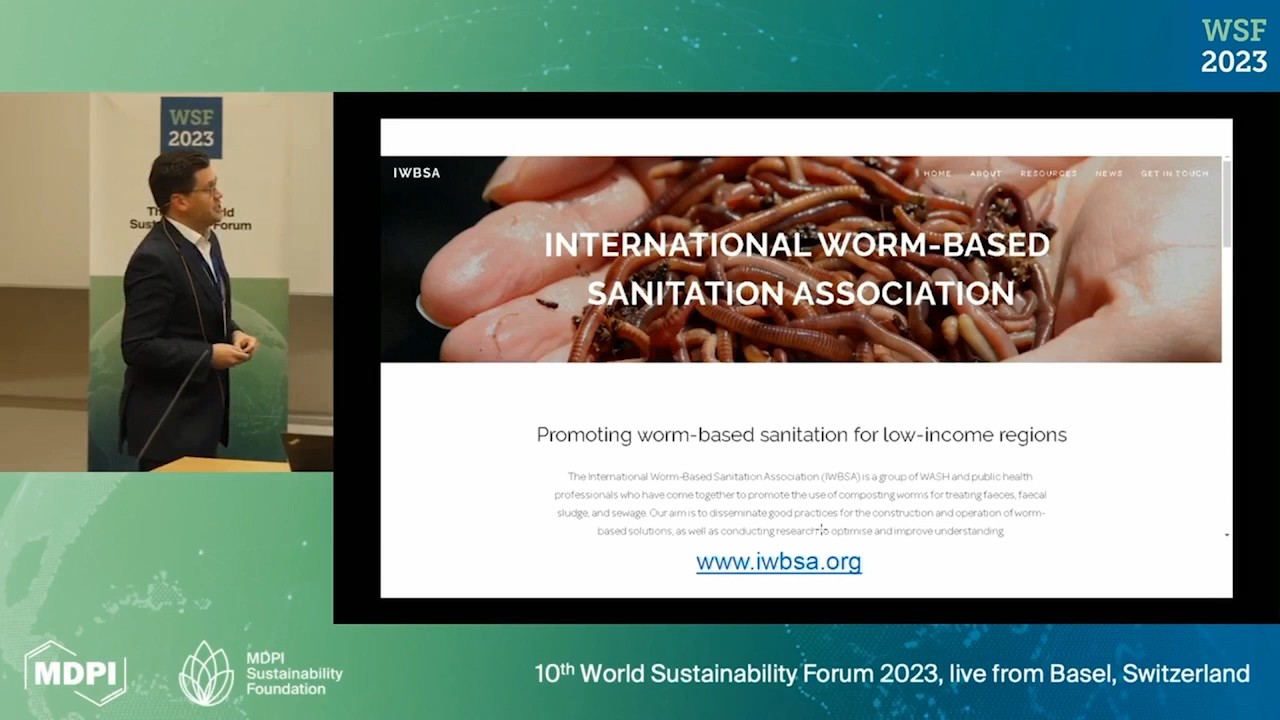 WSF
2023
WSF
2023
IWBSA
HOME ABOUT RESOURCES NEWS GET IN TOUCH
INTERNATIONAL WORM-BASED
SANITATION ASSOCIATION
Promoting worm-based sanitation for low-income regions
The International Worm-Based Sanitation Association (IWBSA) is a group of WASH and public health
professionals who have come together to promote the use of composting worms for treating faeces, faecal
sludge, and sewage. Our aim is to disseminate good practices for the construction and operation of worm-
based solutions, as well as conducting research to optimise and improve understanding.
www.iwbsa.org
MDPI
MDPI
Sustainability
Foundation
10th World Sustainability Forum 2023, live from Basel, Switzerland